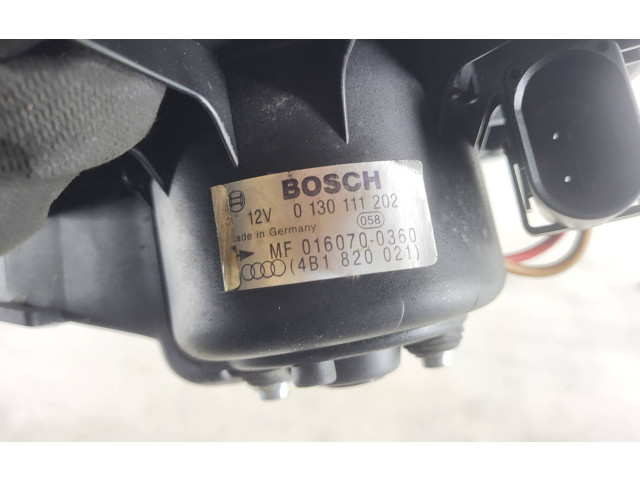 BOSCH
12V 0 130 111 202
ade in Germany 058
MF 016070-0360
(4B1 820 021)